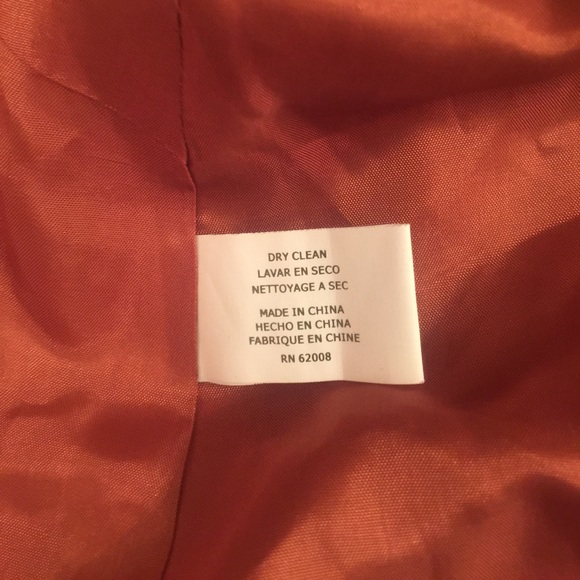 DRY CLEAN
LAVAR EN SECO
NETTOYAGE A SEC
MADE IN CHINA
HECHO EN CHINA
FABRIQUE EN CHINE
RN 62008